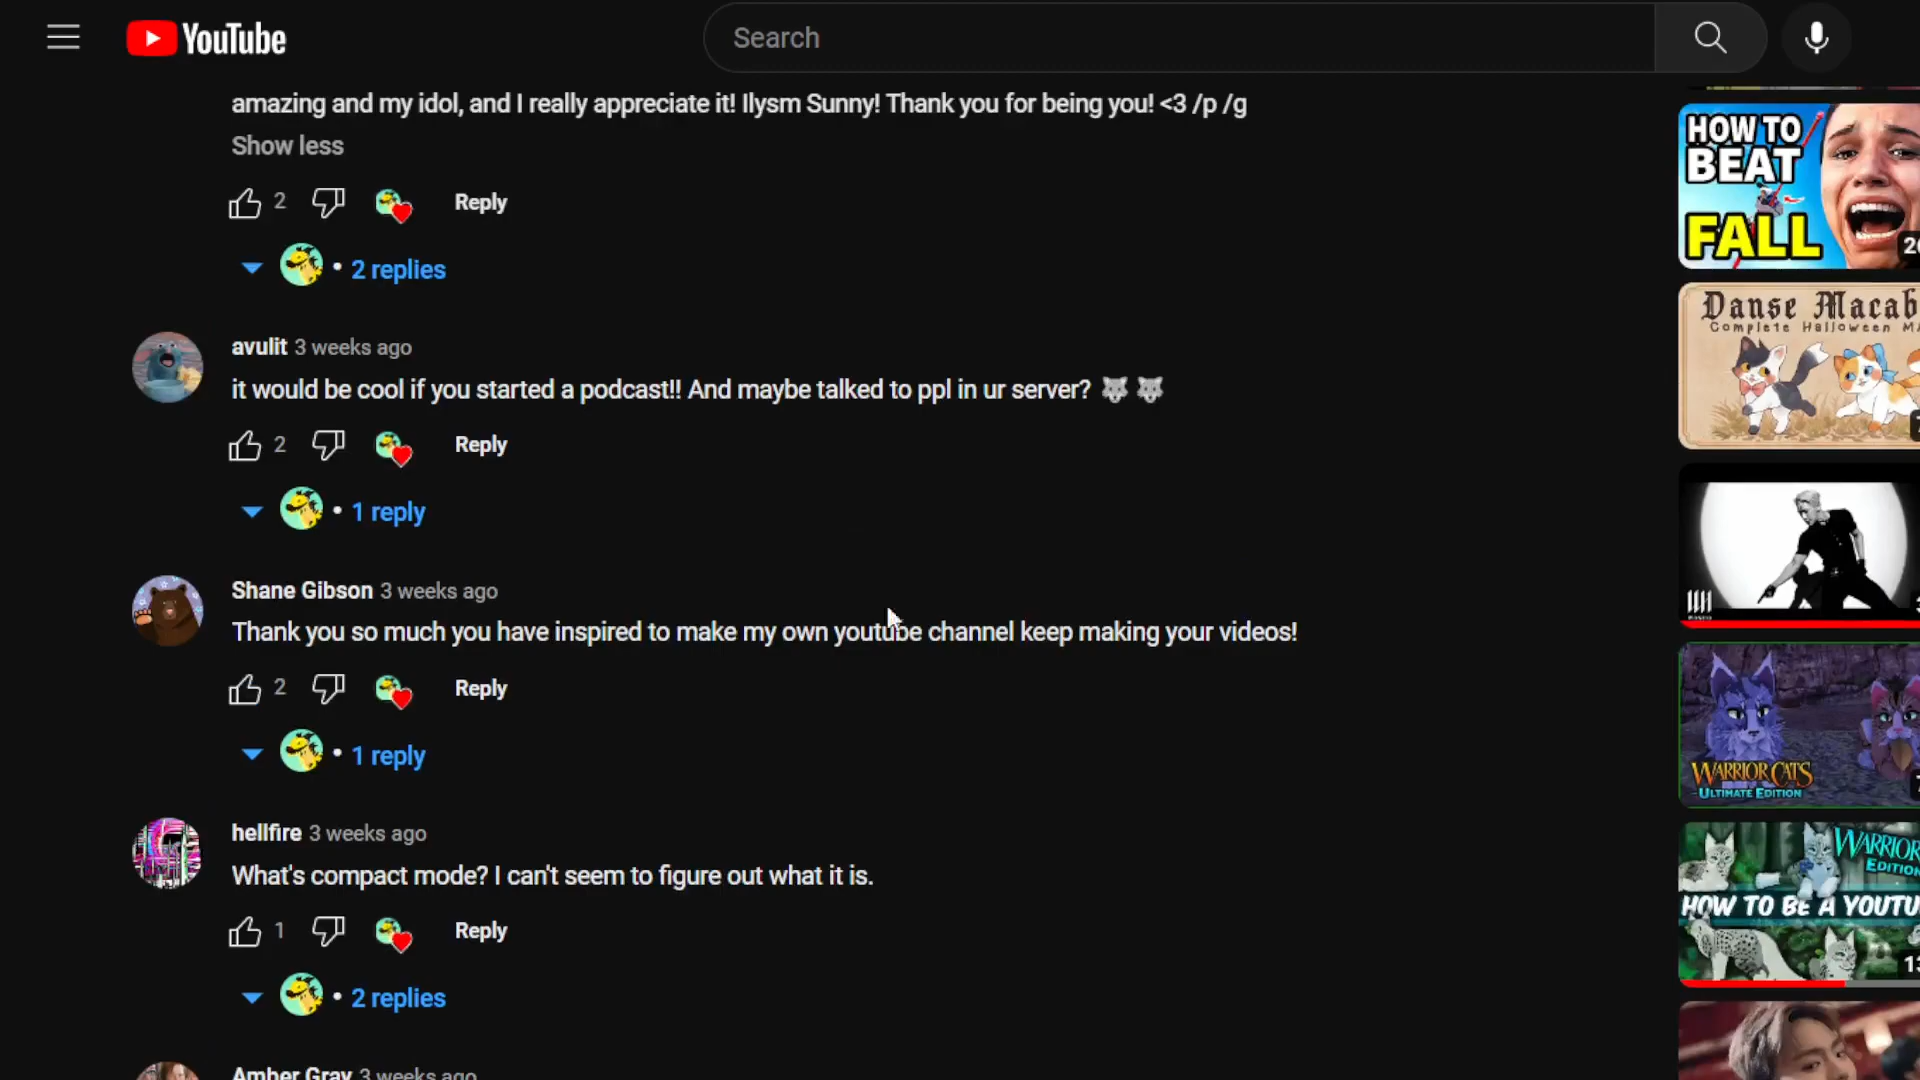 YouTube
Search
amazing and my idol, and I really appreciate it! Ilysm Sunny! Thank you for being you! <3 /p /g
Show less
2
Reply
• 2 replies
avulit 3 weeks ago
it would be cool if you started a podcast!! And maybe talked to ppl in ur server? 🐺 🐺
2
Reply
• 1 reply
Shane Gibson 3 weeks ago
Thank you so much you have inspired to make my own youtube channel keep making your videos!
2
Reply
• 1 reply
hellfire 3 weeks ago
What's compact mode? I can't seem to figure out what it is.
1
Reply
• 2 replies
Amber Gray 3 weeks ago
HOW TO
BEAT
FALL
Danse Macab
Complete Halloween
WARRIOR CATS
ULTIMATE EDITION
WARRIOR
EDITION
HOW TO BE A YOUTU